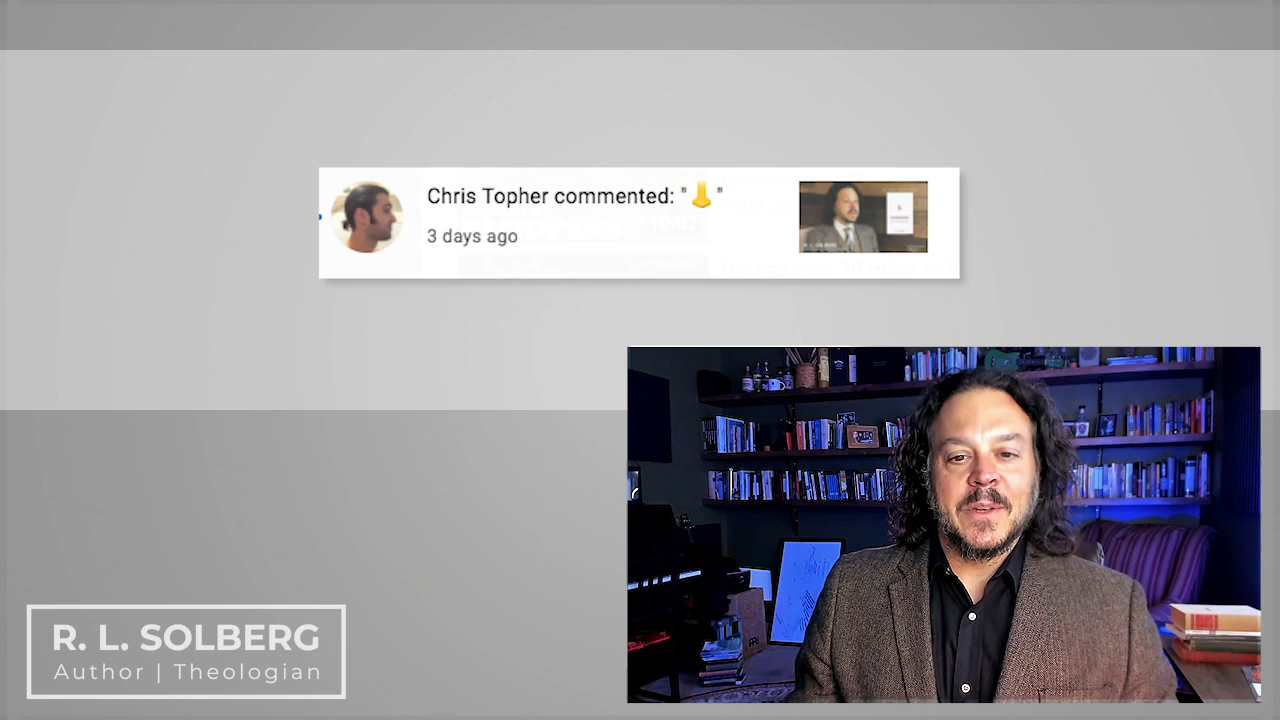 Chris Topher commented: "👃"
3 days ago
R. L. SOLBERG
Author | Theologian